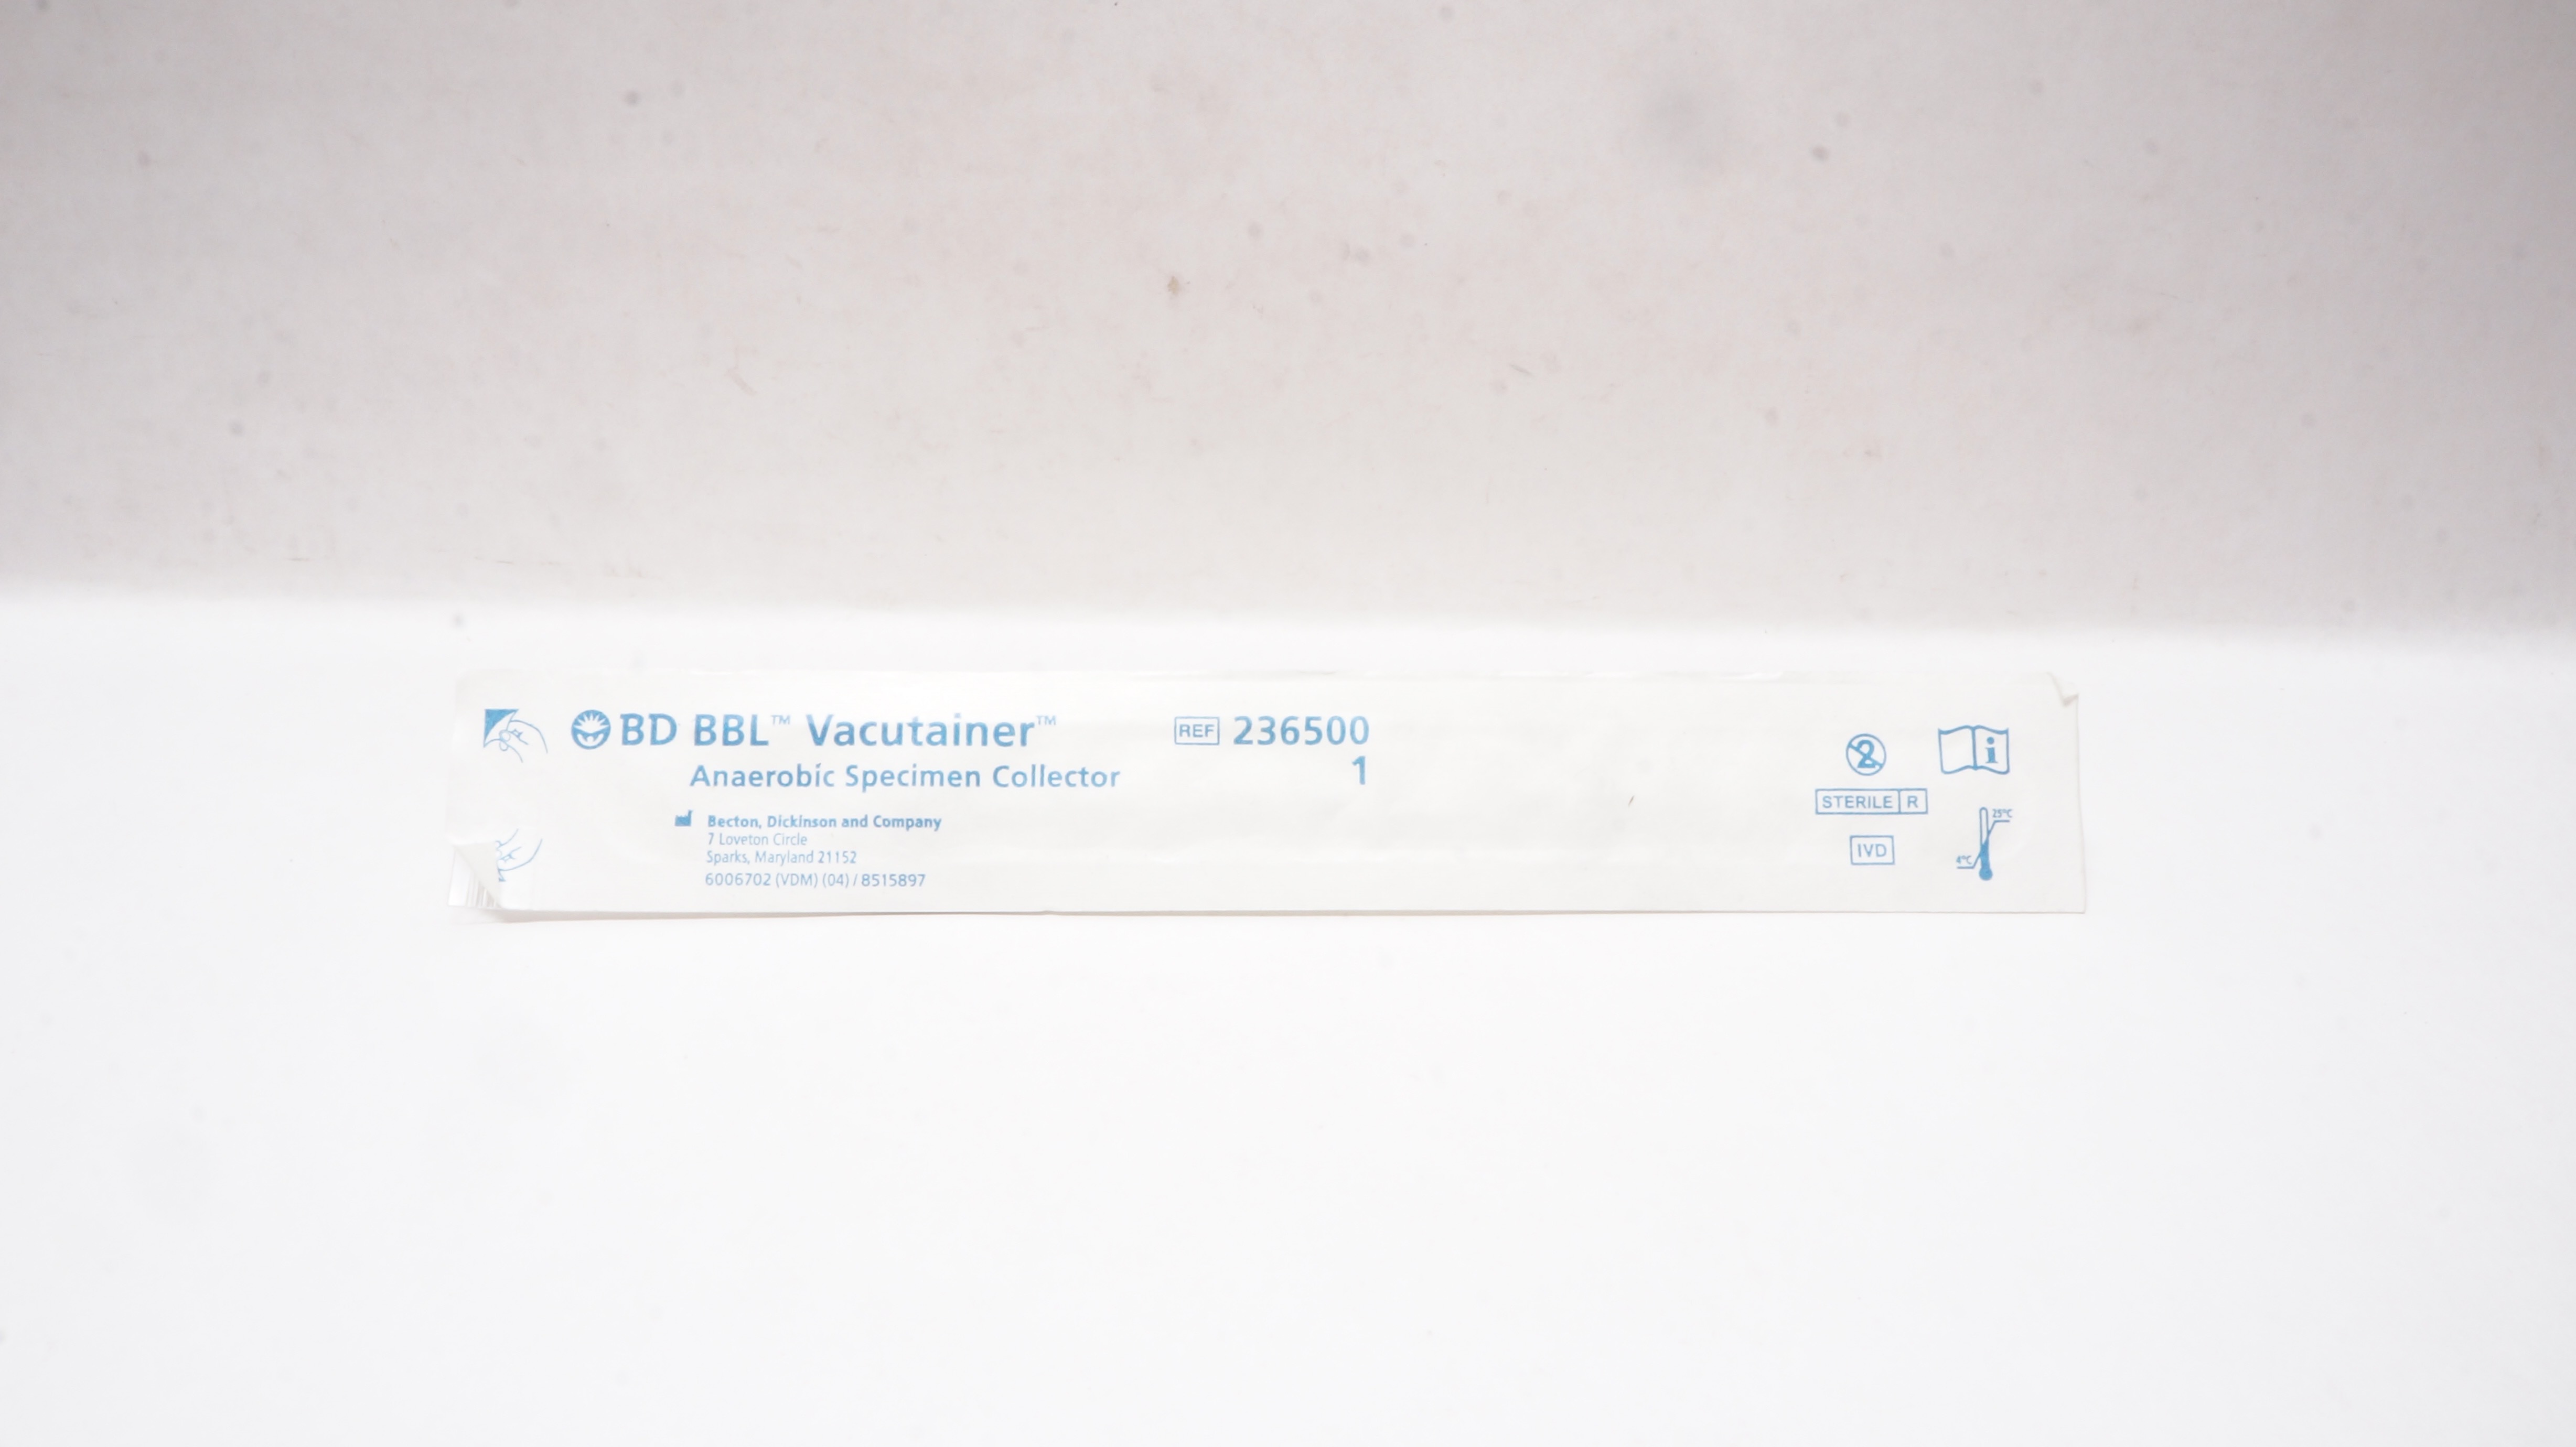 BD BBL™ Vacutainer™
Anaerobic Specimen Collector
REF 236500
1
Becton, Dickinson and Company
7 Loveton Circle
Sparks, Maryland 21152
6006702 (VDM) (04) / 8515897
2
i
STERILE R
IVD
25°C
4°C